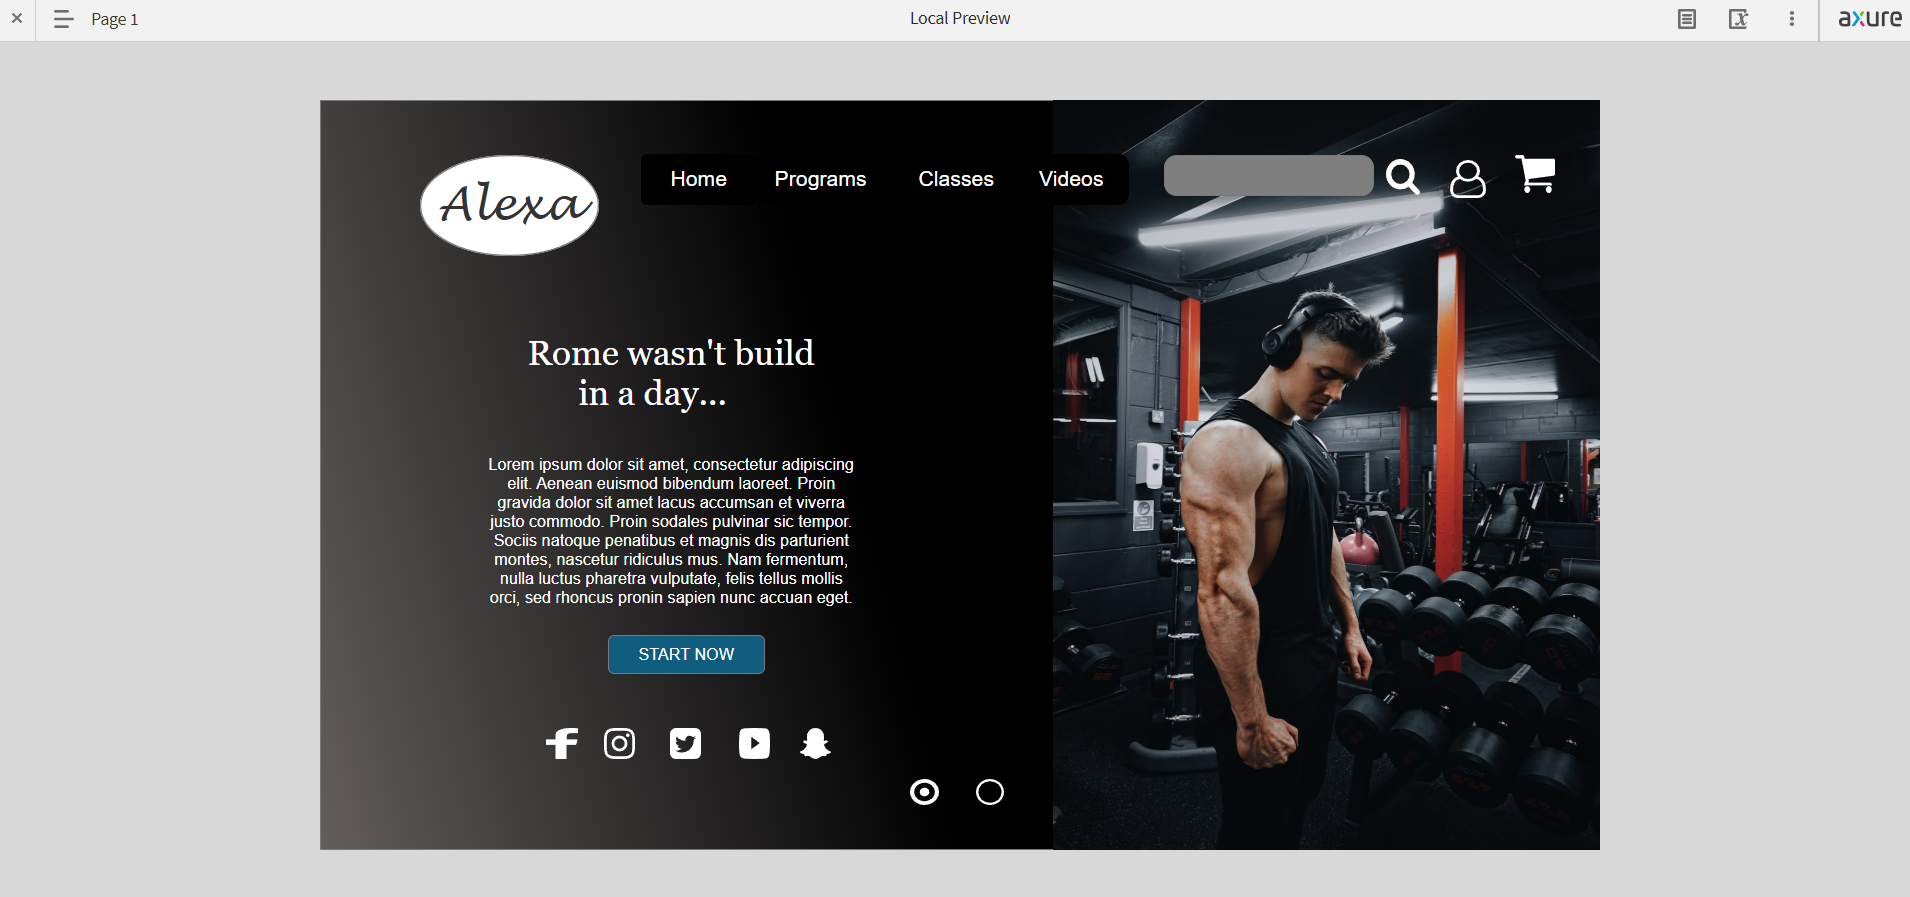 Page 1
Local Preview
axure
Alexa
Home Programs Classes Videos
Rome wasn't build
in a day...
Lorem ipsum dolor sit amet, consectetur adipiscing
elit. Aenean euismod bibendum laoreet. Proin
gravida dolor sit amet lacus accumsan et viverra
justo commodo. Proin sodales pulvinar sic tempor.
Sociis natoque penatibus et magnis dis parturient
montes, nascetur ridiculus mus. Nam fermentum,
nulla luctus pharetra vulputate, felis tellus mollis
orci, sed rhoncus pronin sapien nunc accuan eget.
START NOW